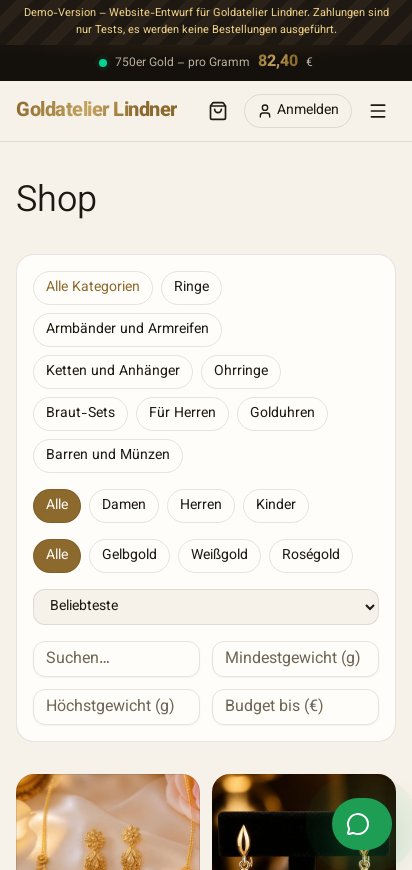 Demo-Version – Website-Entwurf für Goldatelier Lindner. Zahlungen sind
nur Tests, es werden keine Bestellungen ausgeführt.
750er Gold – pro Gramm 82,40 €
Goldatelier Lindner Anmelden
Shop
Alle Kategorien Ringe
Armbänder und Armreifen
Ketten und Anhänger Ohrringe
Braut-Sets Für Herren Golduhren
Barren und Münzen
Alle Damen Herren Kinder
Alle Gelbgold Weißgold Roségold
Beliebteste
Suchen... Mindestgewicht (g)
Höchstgewicht (g) Budget bis (€)